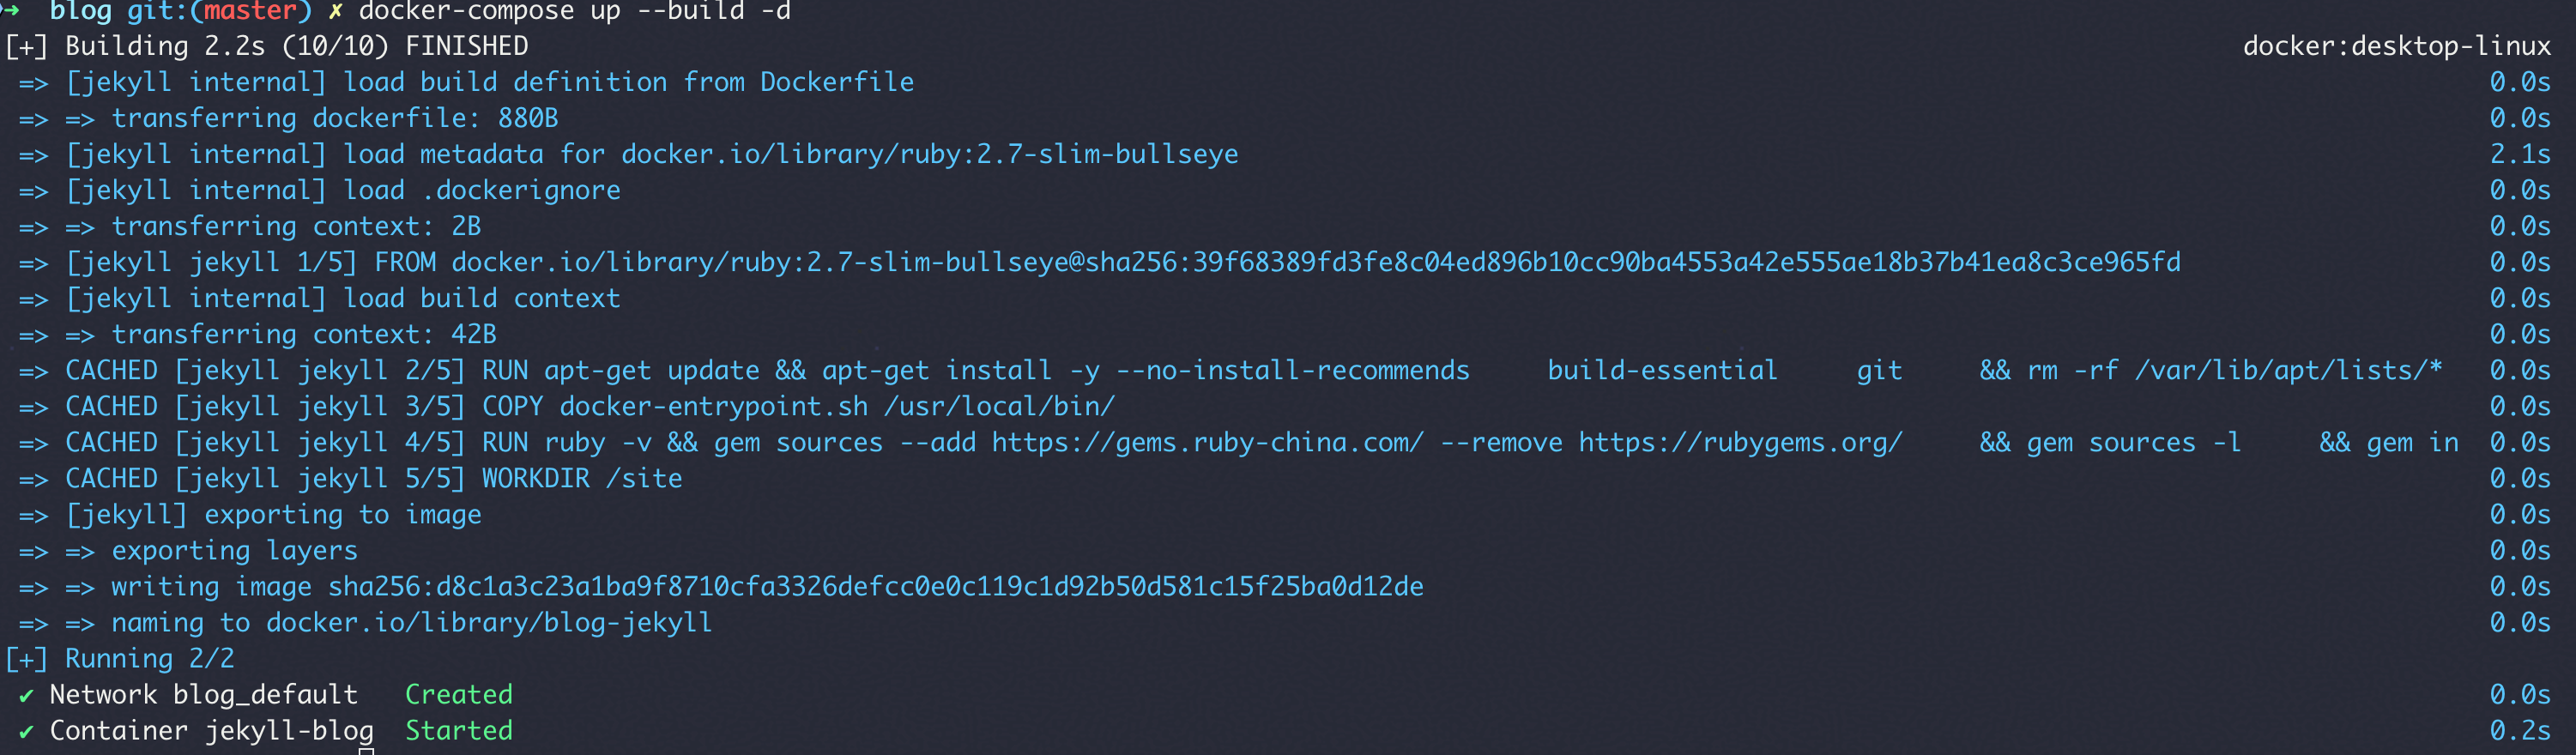 ➜ blog git:(master) ✗ docker-compose up --build -d
[+] Building 2.2s (10/10) FINISHED docker:desktop-linux
=> [jekyll internal] load build definition from Dockerfile 0.0s
=> => transferring dockerfile: 880B 0.0s
=> [jekyll internal] load metadata for docker.io/library/ruby:2.7-slim-bullseye 2.1s
=> [jekyll internal] load .dockerignore 0.0s
=> => transferring context: 2B 0.0s
=> [jekyll jekyll 1/5] FROM docker.io/library/ruby:2.7-slim-bullseye@sha256:39f68389fd3fe8c04ed896b10cc90ba4553a42e555ae18b37b41ea8c3ce965fd 0.0s
=> [jekyll internal] load build context 0.0s
=> => transferring context: 42B 0.0s
=> CACHED [jekyll jekyll 2/5] RUN apt-get update && apt-get install -y --no-install-recommends build-essential git && rm -rf /var/lib/apt/lists/* 0.0s
=> CACHED [jekyll jekyll 3/5] COPY docker-entrypoint.sh /usr/local/bin/ 0.0s
=> CACHED [jekyll jekyll 4/5] RUN ruby -v && gem sources --add https://gems.ruby-china.com/ --remove https://rubygems.org/ && gem sources -l && gem in 0.0s
=> CACHED [jekyll jekyll 5/5] WORKDIR /site 0.0s
=> [jekyll] exporting to image 0.0s
=> => exporting layers 0.0s
=> => writing image sha256:d8c1a3c23a1ba9f8710cfa3326defcc0e0c119c1d92b50d581c15f25ba0d12de 0.0s
=> => naming to docker.io/library/blog-jekyll 0.0s
[+] Running 2/2
✔ Network blog_default Created 0.0s
✔ Container jekyll-blog Started 0.2s